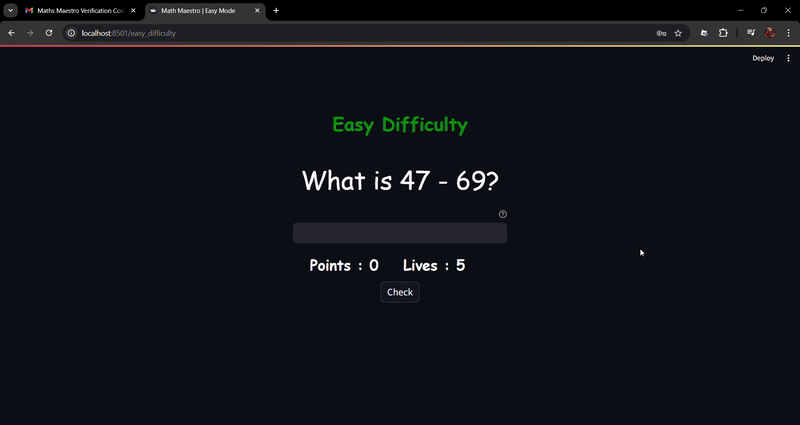 Maths Maestro Verification Cod
Math Maestro | Easy Mode
localhost:8501/easy_difficulty
Deploy
Easy Difficulty
What is 47 - 69?
Points : 0 Lives : 5
Check